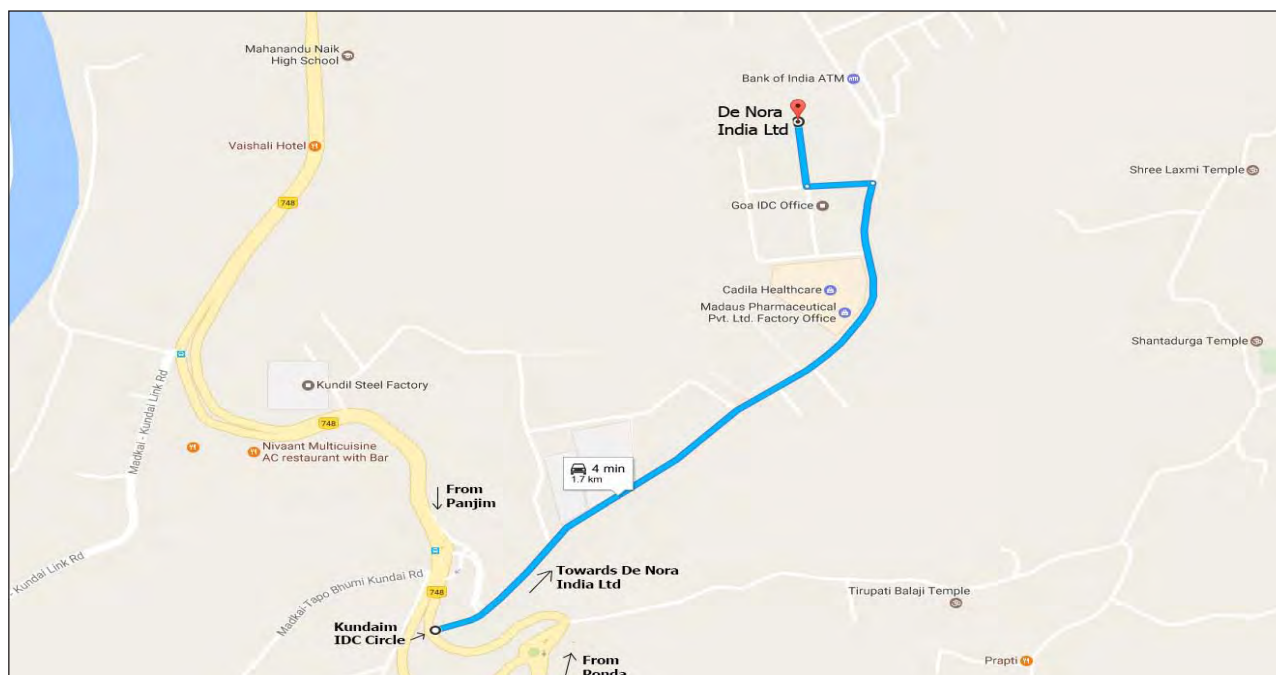 Mahanandu Naik
High School
Bank of India ATM
De Nora
India Ltd
Vaishali Hotel
Shree Laxmi Temple
748
Goa IDC Office
Cadila Healthcare
Madaus Pharmaceutical
Pvt. Ltd. Factory Office
Shantadurga Temple
Madkai - Kundai Link Rd
Kundil Steel Factory
748
Nivaant Multicuisine
AC restaurant with Bar
4 min
1.7 km
From
Panjim
- Kundai Link Rd
Madkai-Tapo Bhumi Kundai Rd
Towards De Nora
India Ltd
748
Tirupati Balaji Temple
Kundaim
IDC Circle
From
Ponda
Prapti